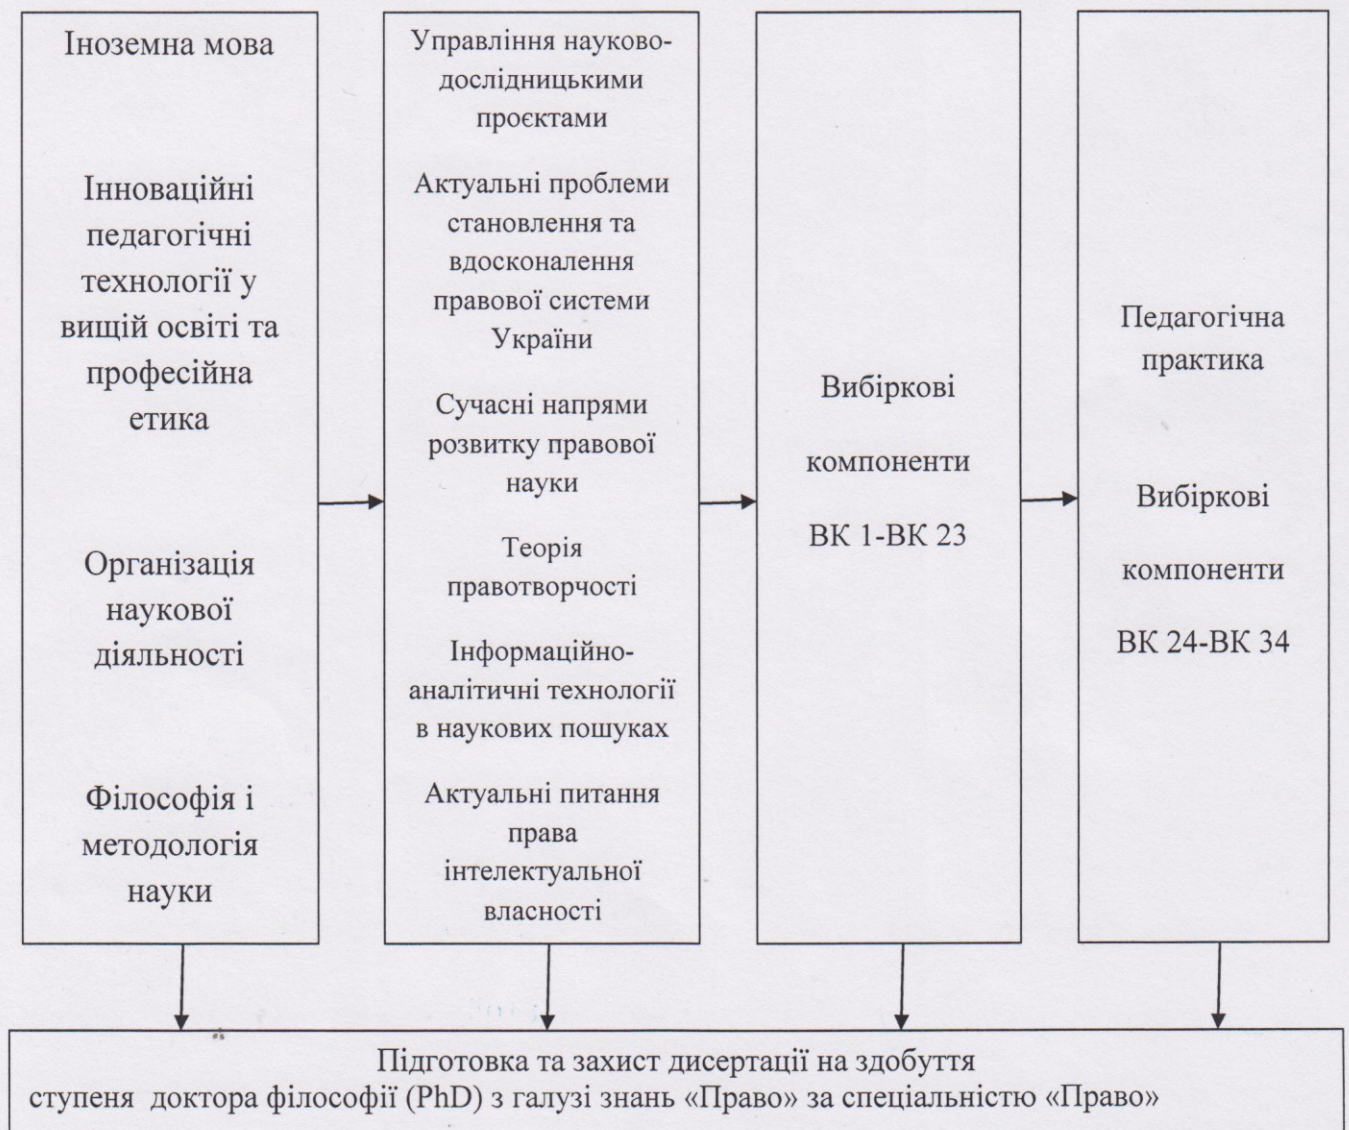 Іноземна мова
Інноваційні
педагогічні
технології у
вищій освіті та
професійна
етика
Організація
наукової
діяльності
Філософія і
методологія
науки
Управління науково-
дослідницькими
проєктами
Актуальні проблеми
становлення та
вдосконалення
правової системи
України
Сучасні напрями
розвитку правової
науки
Теорія
правотворчості
Інформаційно-
аналітичні технології
в наукових пошуках
Актуальні питання
права
інтелектуальної
власності
Вибіркові
компоненти
ВК 1-ВК 23
Педагогічна
практика
Вибіркові
компоненти
ВК 24-ВК 34
Підготовка та захист дисертації на здобуття
ступеня доктора філософії (PhD) з галузі знань «Право» за спеціальністю «Право»